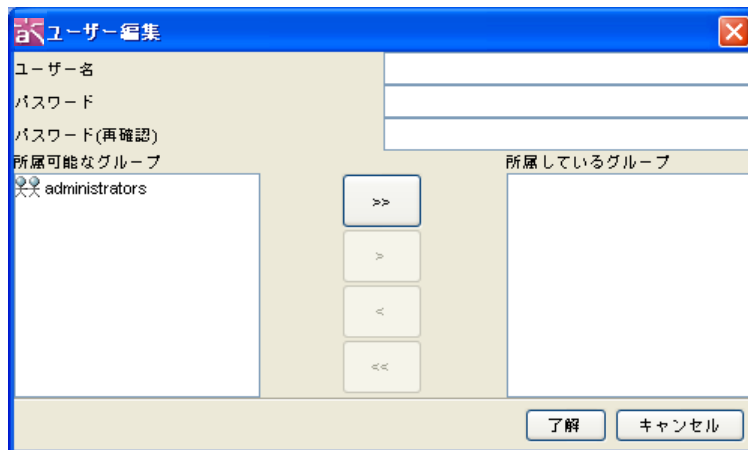 ユーザー編集
ユーザー名
パスワード
パスワード(再確認)
所属可能なグループ
所属しているグループ
administrators
>>
>
<
<<
了解
キャンセル